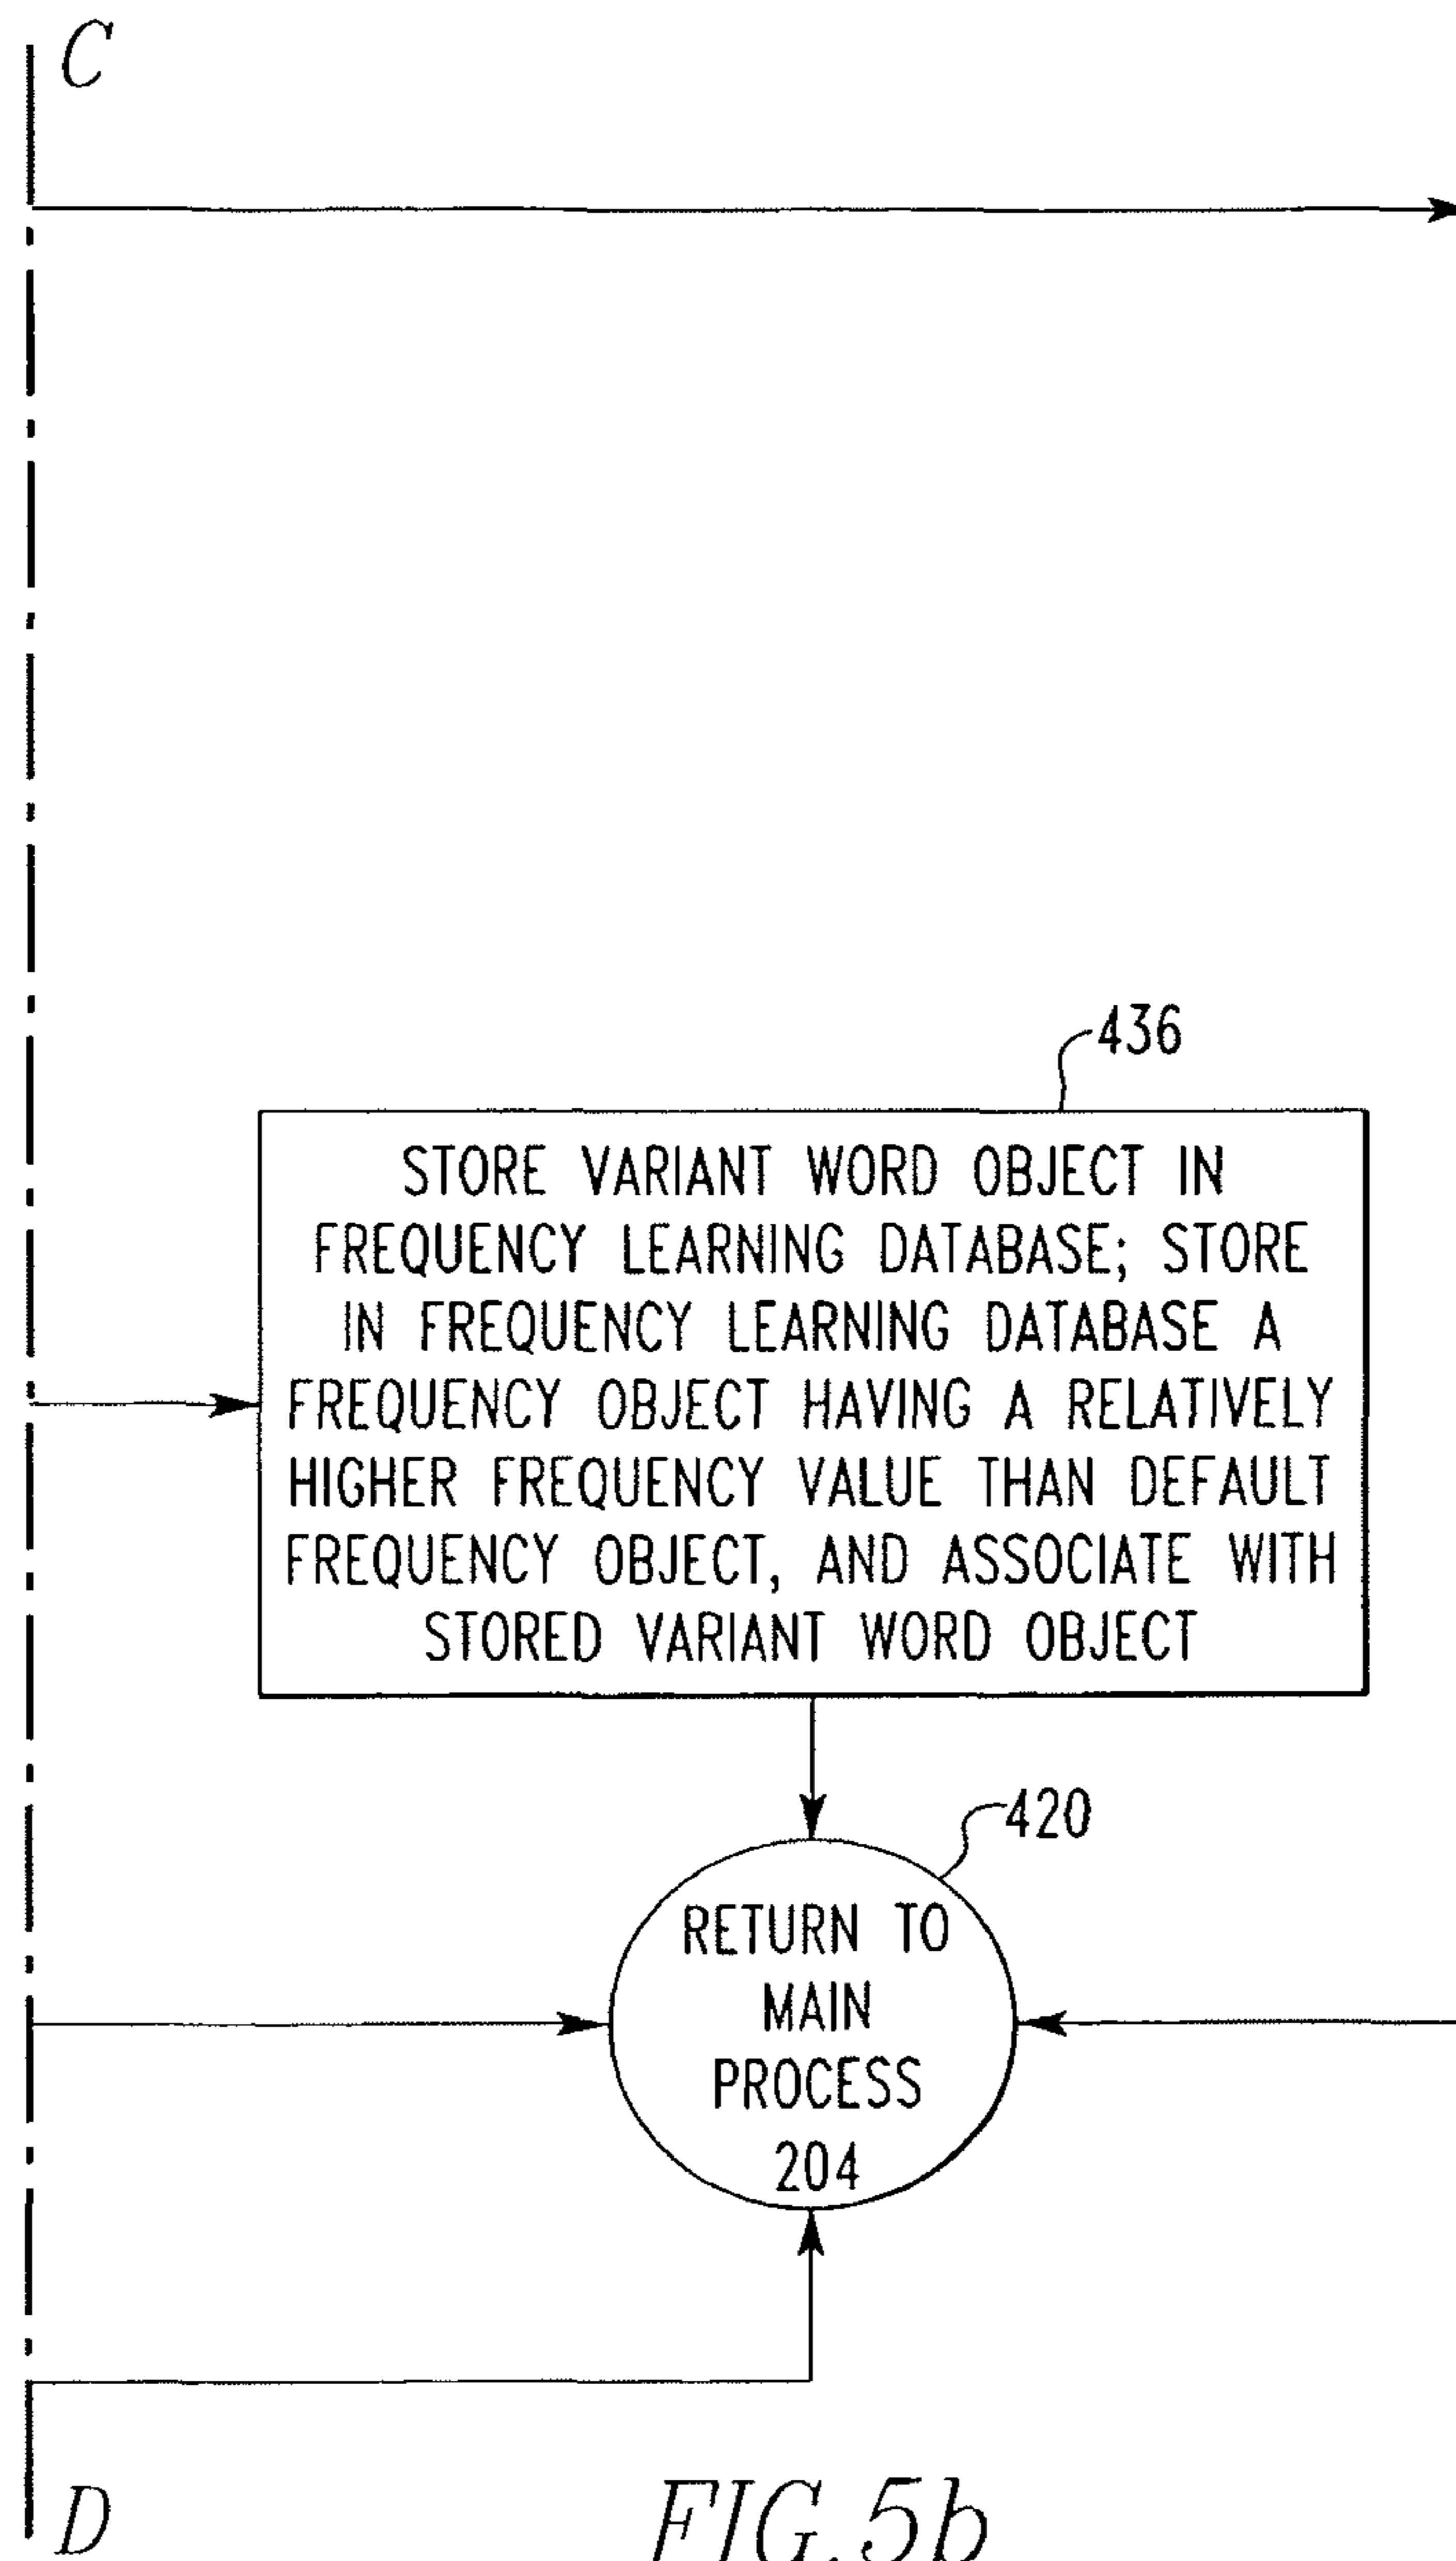 C
436
STORE VARIANT WORD OBJECT IN
FREQUENCY LEARNING DATABASE; STORE
IN FREQUENCY LEARNING DATABASE A
FREQUENCY OBJECT HAVING A RELATIVELY
HIGHER FREQUENCY VALUE THAN DEFAULT
FREQUENCY OBJECT, AND ASSOCIATE WITH
STORED VARIANT WORD OBJECT
420
RETURN TO
MAIN
PROCESS
204
D
FIG.5b